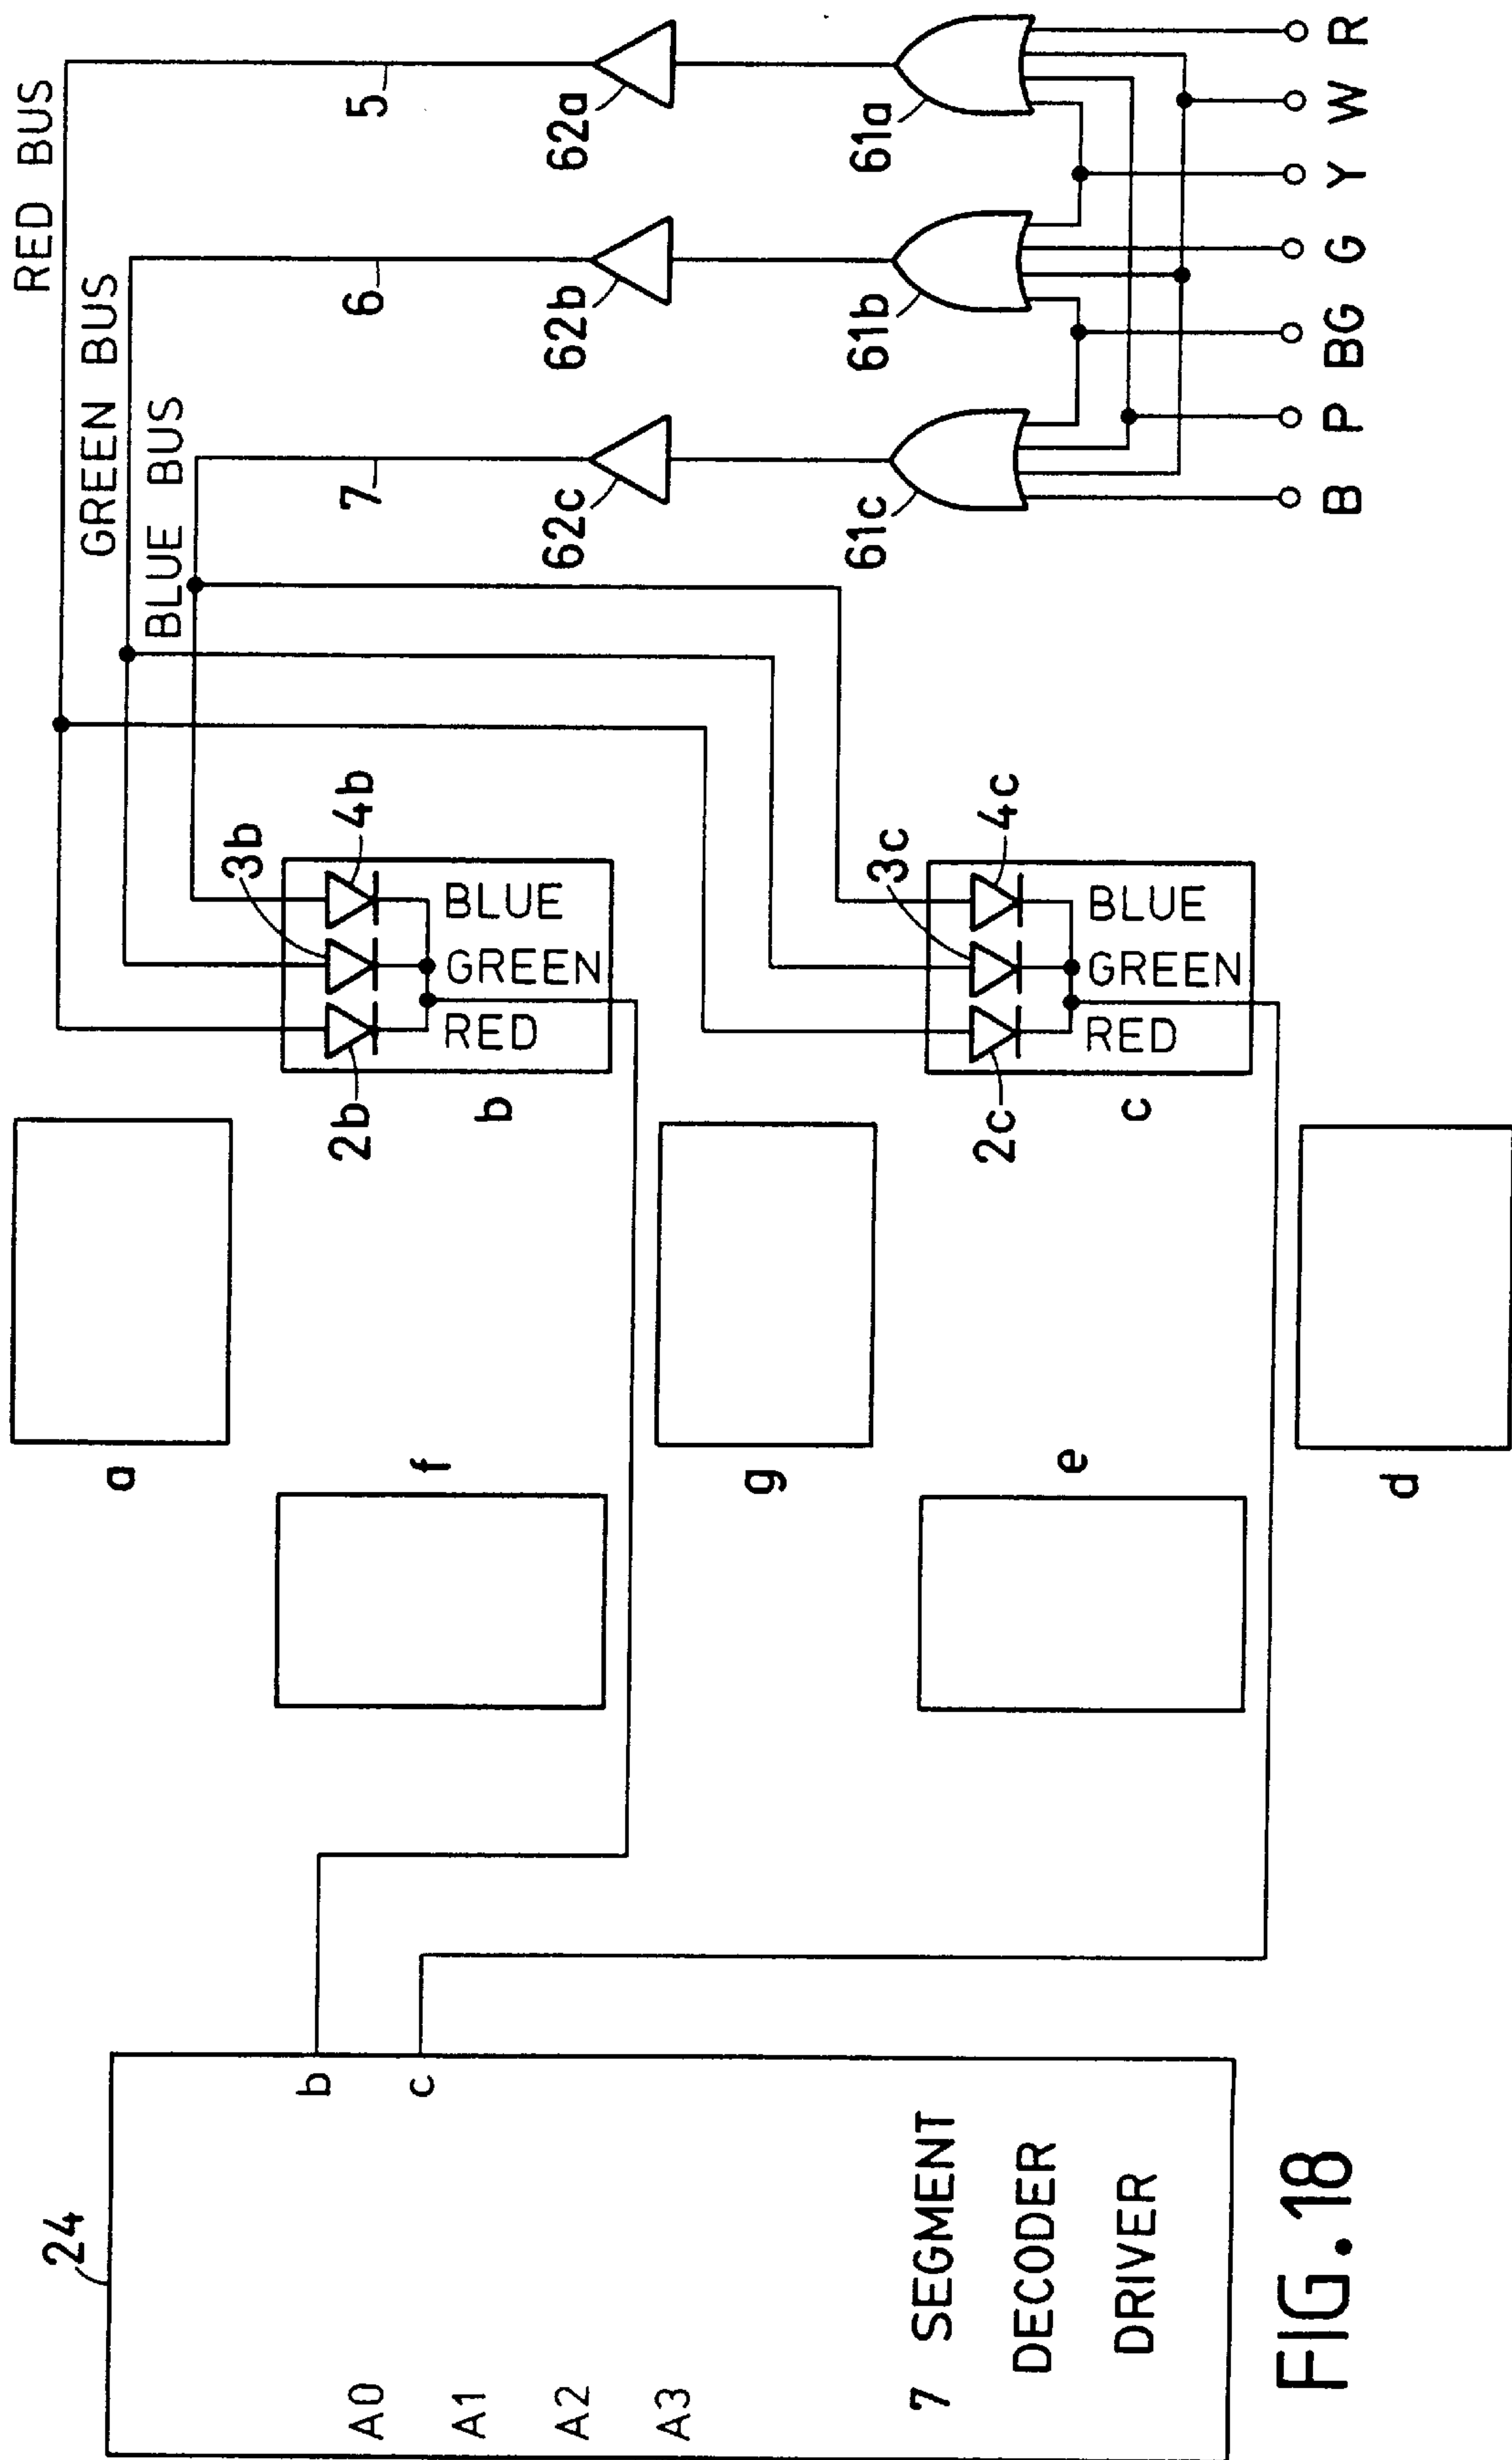 24
A0
A1
A2
A3
7 SEGMENT
DECODER
DRIVER
b
c
a
f
g
e
d
2b
3b
4b
BLUE
GREEN
RED
b
2c
3c
4c
BLUE
GREEN
RED
c
RED BUS
GREEN BUS
BLUE BUS
5
6
7
62a
62b
62c
61a
61b
61c
B
P
BG
G
Y
W
R
FIG. 18